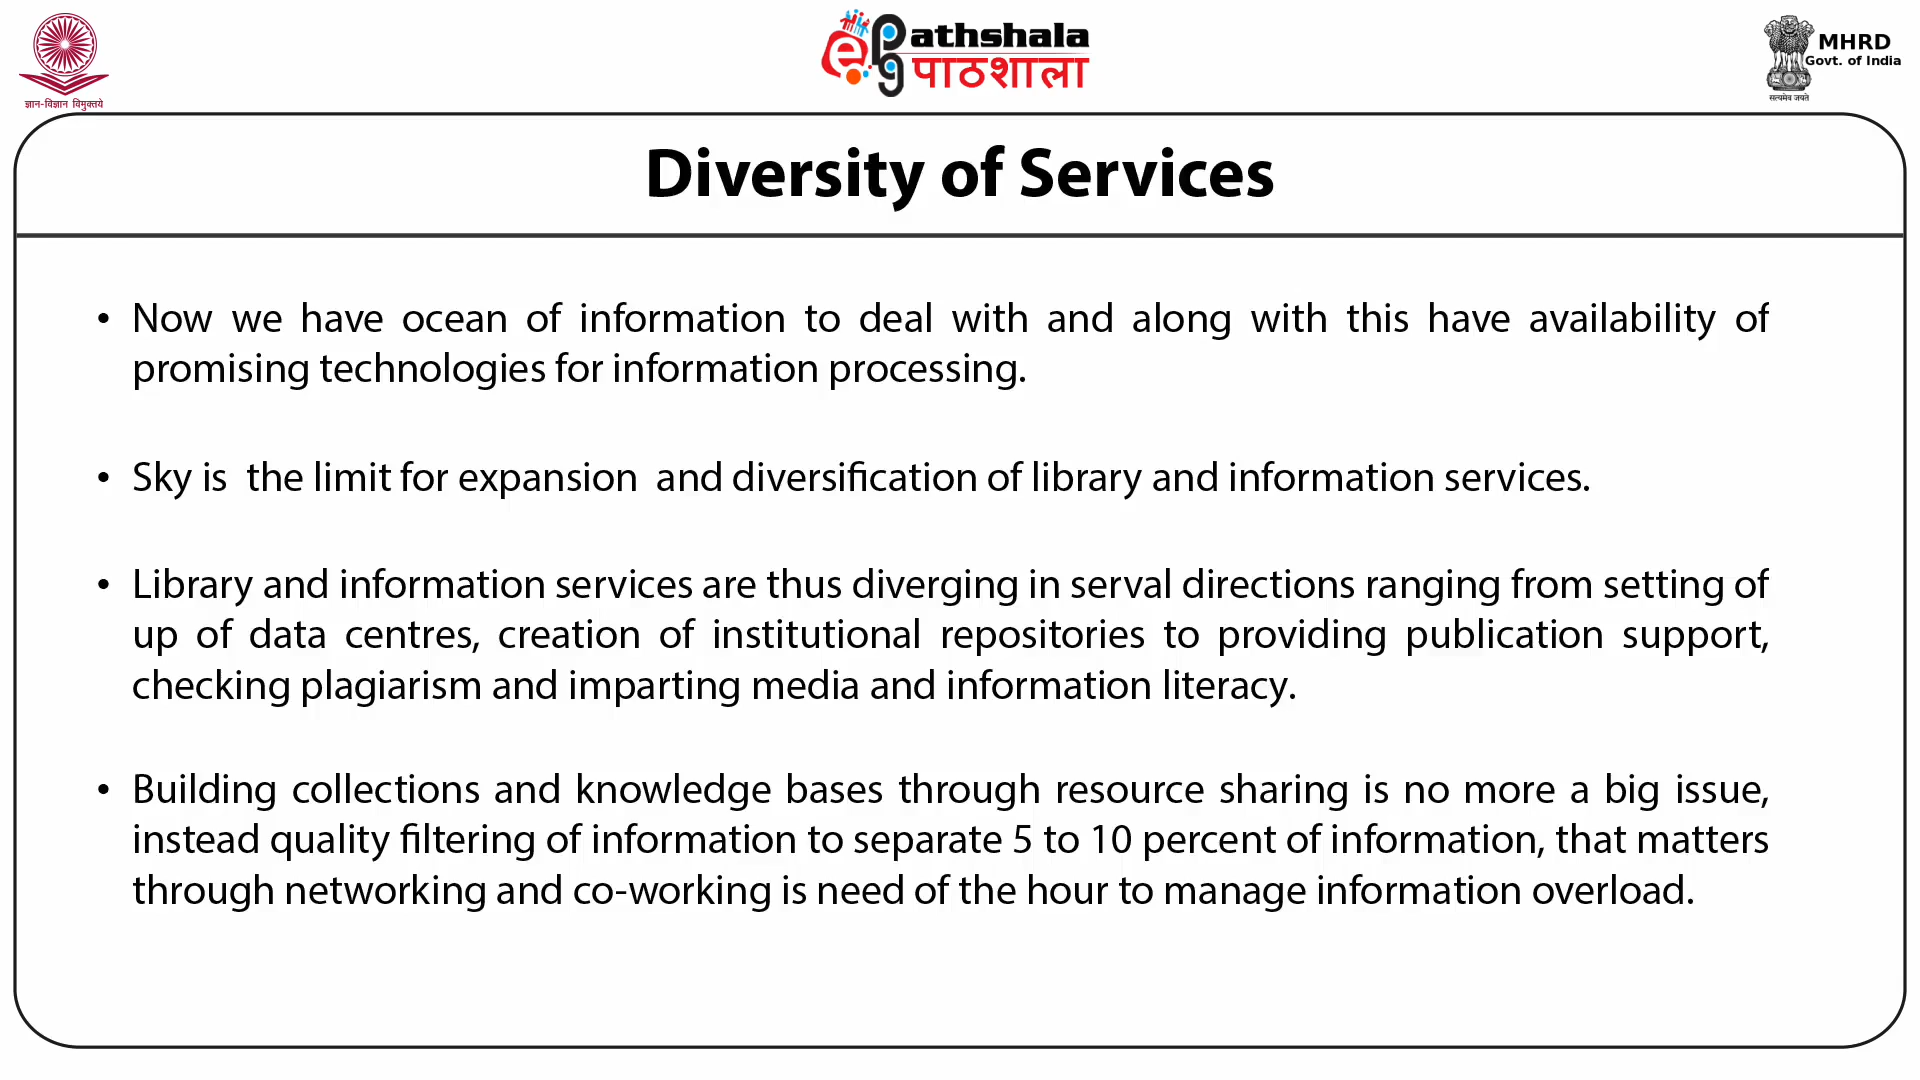 ज्ञान-विज्ञान विमुक्तये
e Pg athshala
पाठशाला
MHRD
Govt. of India
सत्यमेव जयते
Diversity of Services
• Now we have ocean of information to deal with and along with this have availability of
promising technologies for information processing.
• Sky is the limit for expansion and diversification of library and information services.
• Library and information services are thus diverging in serval directions ranging from setting of
up of data centres, creation of institutional repositories to providing publication support,
checking plagiarism and imparting media and information literacy.
• Building collections and knowledge bases through resource sharing is no more a big issue,
instead quality filtering of information to separate 5 to 10 percent of information, that matters
through networking and co-working is need of the hour to manage information overload.